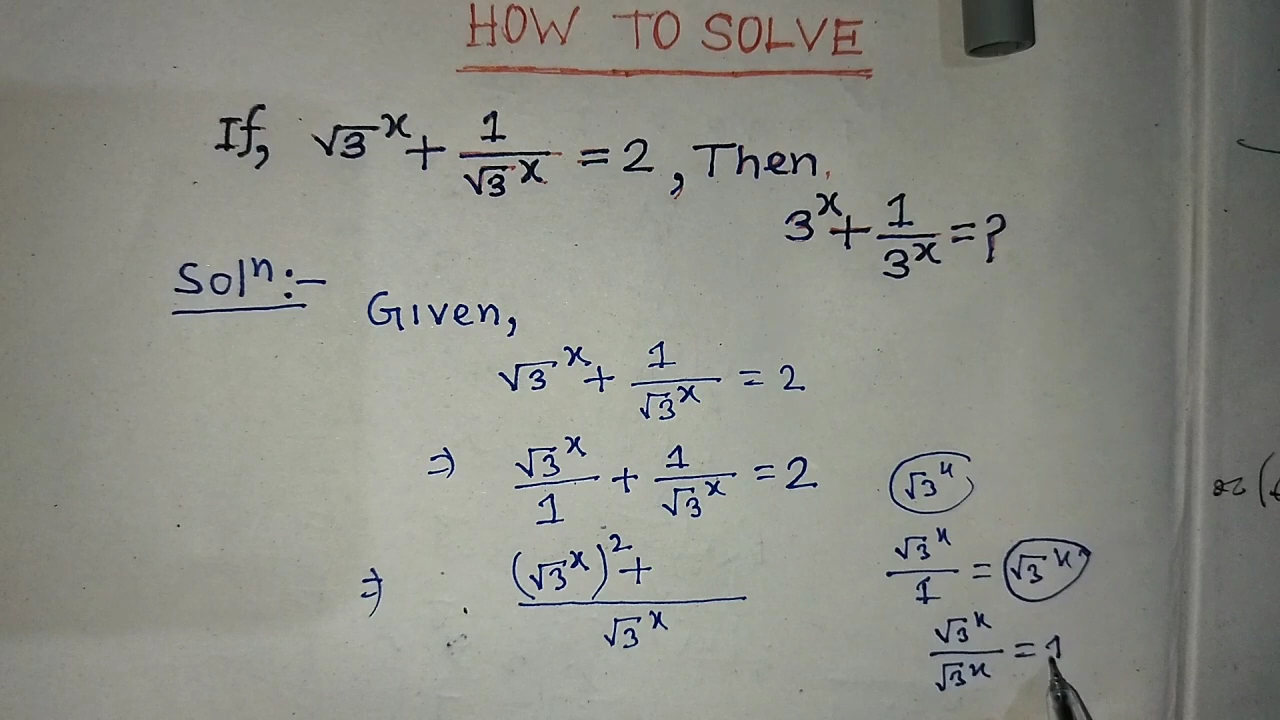 HOW TO SOLVE
If, √3^x + 1/√3^x = 2, Then,
3^x + 1/3^x = ?
Solⁿ:-
Given,
√3^x + 1/√3^x = 2
⇒ √3^x/1 + 1/√3^x = 2
√3^x
⇒ (√3^x)^2 + / √3^x
√3^x/1 = √3^x
√3^x/√3^x = 1